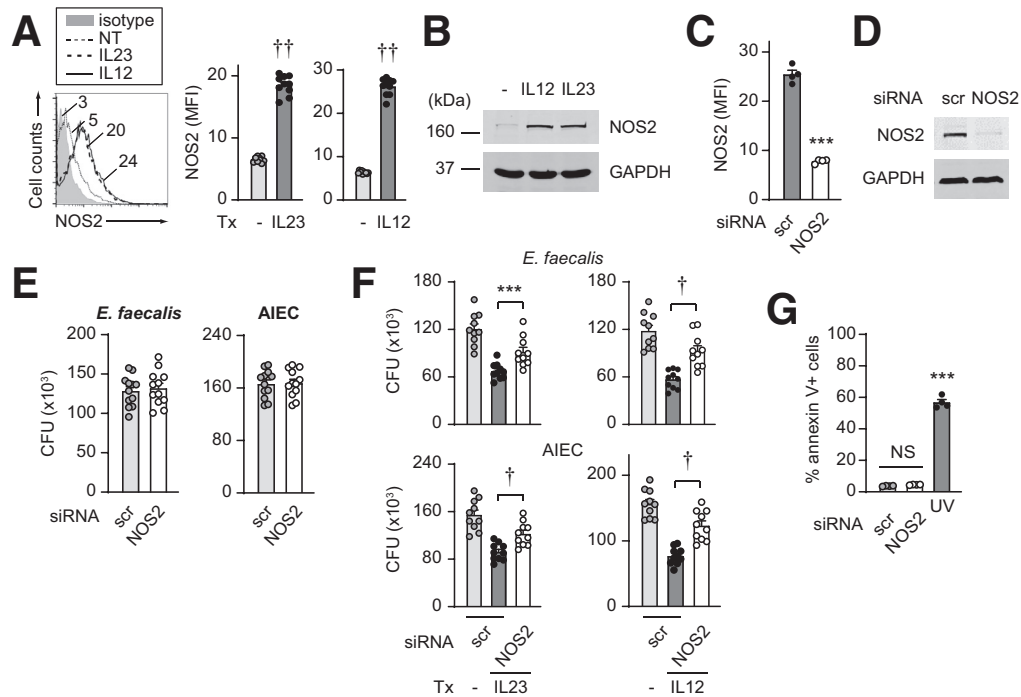 A
isotype
NT
IL23
IL12
3
5
20
24
Cell counts
NOS2
NOS2 (MFI)
20
10
0
††
30
20
10
0
††
Tx - IL23 - IL12
B
- IL12 IL23
(kDa)
160
NOS2
37
GAPDH
C
NOS2 (MFI)
30
20
10
0
***
siRNA scr NOS2
D
siRNA scr NOS2
NOS2
GAPDH
E
E. faecalis
AIEC
CFU (x10³)
200
150
100
50
0
240
160
80
0
siRNA scr NOS2 scr NOS2
F
E. faecalis
CFU (x10³)
180
120
60
0
***
180
120
60
0
†
AIEC
CFU (x10³)
240
160
80
0
†
200
100
0
†
siRNA scr NOS2 scr NOS2
Tx - IL23 - IL12
G
% annexin V+ cells
100
80
60
40
20
0
NS
***
siRNA scr NOS2 UV